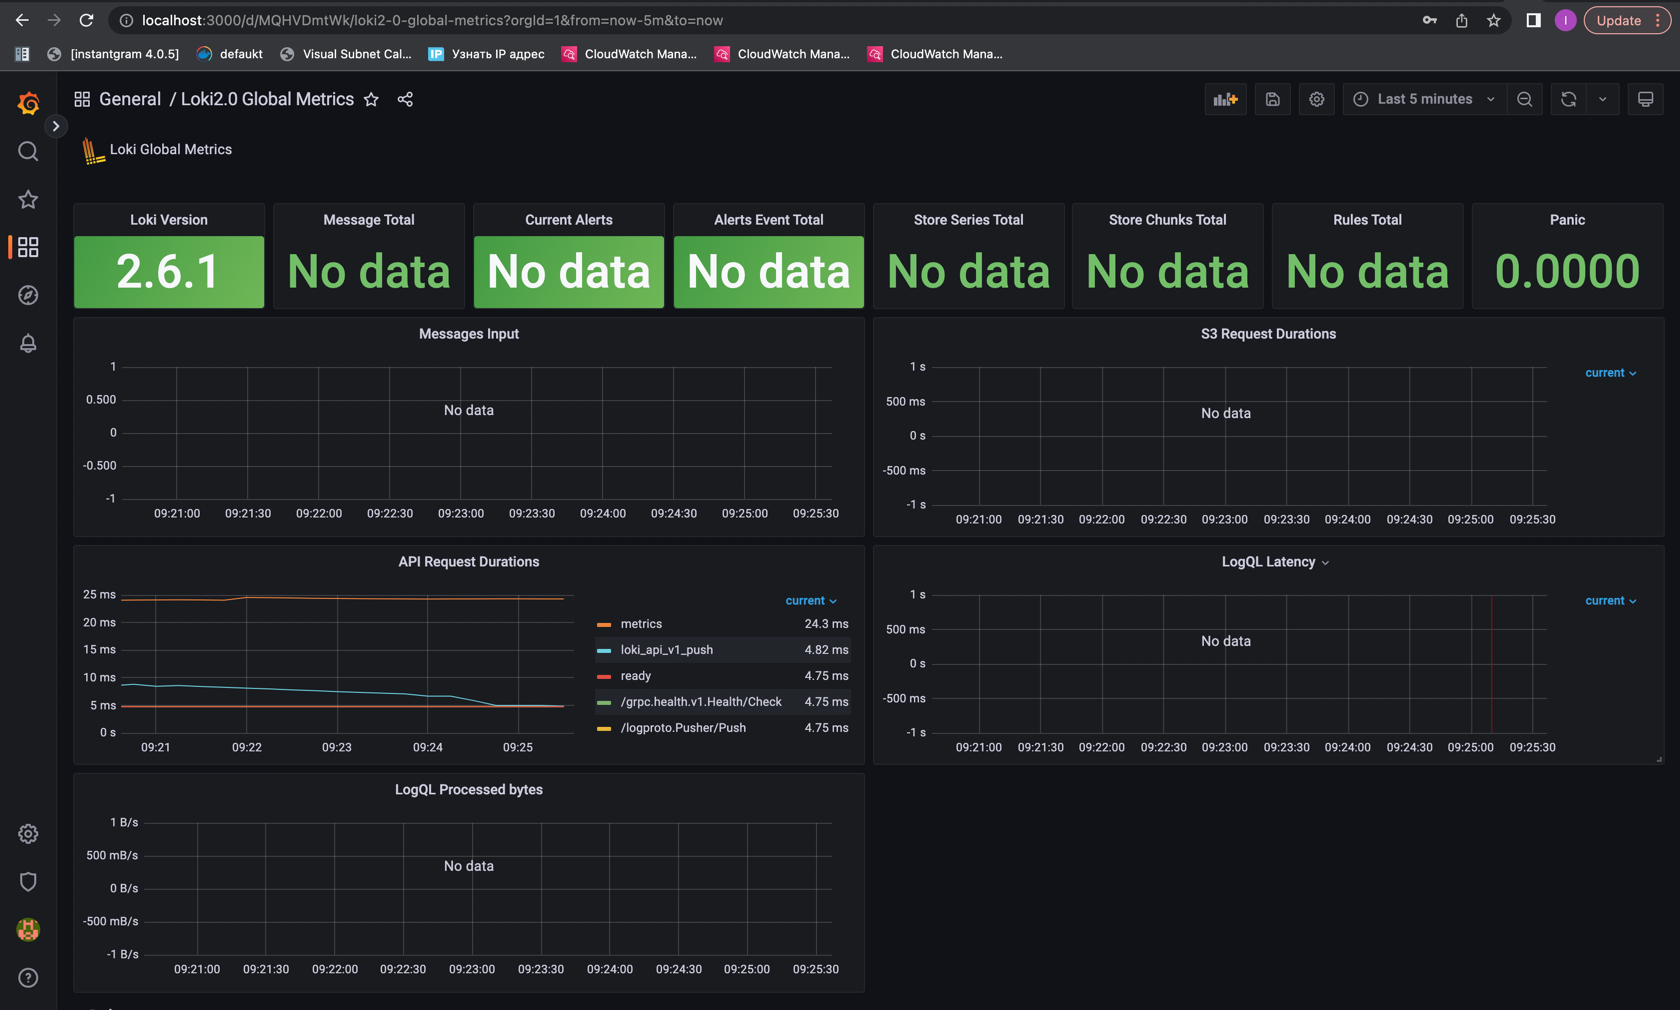 localhost:3000/d/MQHVDmtWk/loki2-0-global-metrics?orgId=1&from=now-5m&to=now
I
Update
[instantgram 4.0.5]
defaukt
Visual Subnet Cal...
IP
Узнать IP адрес
CloudWatch Mana...
CloudWatch Mana...
CloudWatch Mana...
General / Loki2.0 Global Metrics
Last 5 minutes
Loki Global Metrics
Loki Version
2.6.1
Message Total
No data
Current Alerts
No data
Alerts Event Total
No data
Store Series Total
No data
Store Chunks Total
No data
Rules Total
No data
Panic
0.0000
Messages Input
1
0.500
0
-0.500
-1
No data
09:21:00 09:21:30 09:22:00 09:22:30 09:23:00 09:23:30 09:24:00 09:24:30 09:25:00 09:25:30
S3 Request Durations
1 s
500 ms
0 s
-500 ms
-1 s
No data
current
09:21:00 09:21:30 09:22:00 09:22:30 09:23:00 09:23:30 09:24:00 09:24:30 09:25:00 09:25:30
API Request Durations
25 ms
20 ms
15 ms
10 ms
5 ms
0 s
09:21 09:22 09:23 09:24 09:25
current
metrics 24.3 ms
loki_api_v1_push 4.82 ms
ready 4.75 ms
/grpc.health.v1.Health/Check 4.75 ms
/logproto.Pusher/Push 4.75 ms
LogQL Latency
1 s
500 ms
0 s
-500 ms
-1 s
No data
current
09:21:00 09:21:30 09:22:00 09:22:30 09:23:00 09:23:30 09:24:00 09:24:30 09:25:00 09:25:30
LogQL Processed bytes
1 B/s
500 mB/s
0 B/s
-500 mB/s
-1 B/s
No data
09:21:00 09:21:30 09:22:00 09:22:30 09:23:00 09:23:30 09:24:00 09:24:30 09:25:00 09:25:30